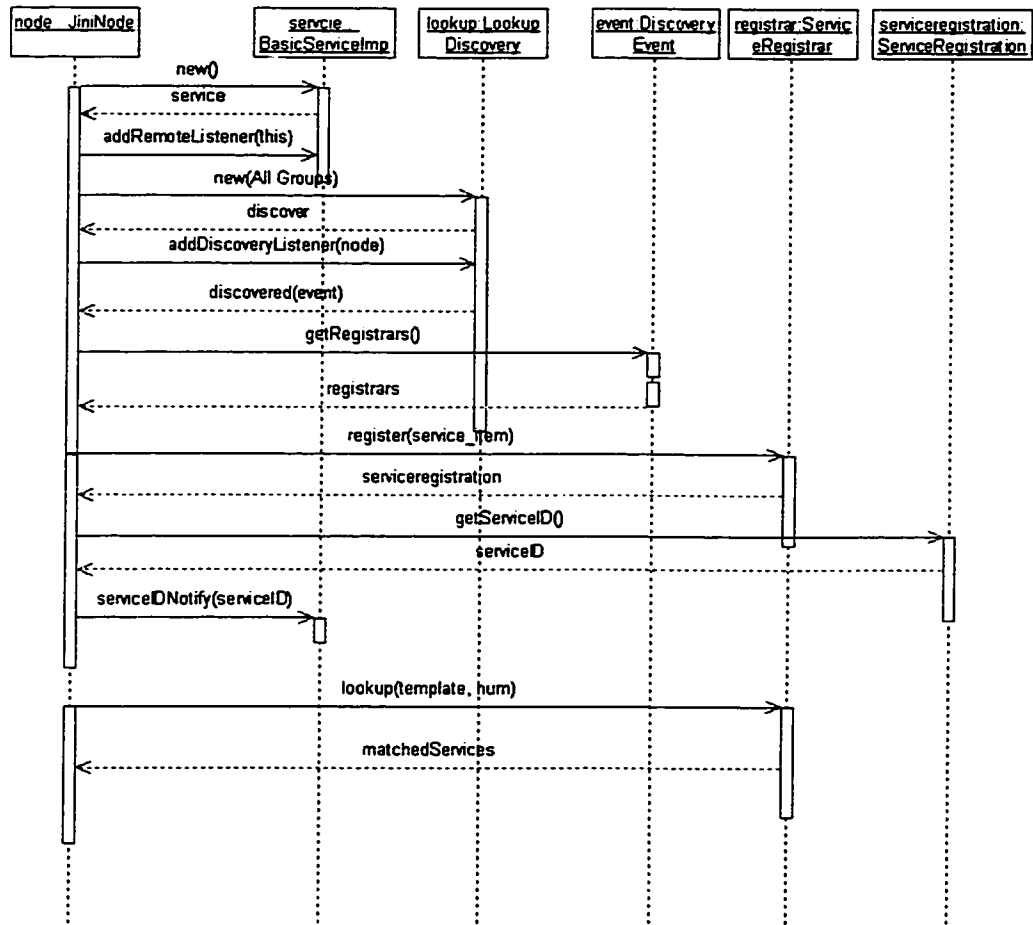 node JiniNode
servcie
BasicServiceImp
lookup:Lookup
Discovery
event:Discovery
Event
registrar:Servic
eRegistrar
serviceregistration:
ServiceRegistration
new()
service
addRemoteListener(this)
new(All Groups)
discover
addDiscoveryListener(node)
discovered(event)
getRegistrars()
registrars
register(service_item)
serviceregistration
getServiceID()
serviceID
serviceIDNotify(serviceID)
lookup(template, hum)
matchedServices